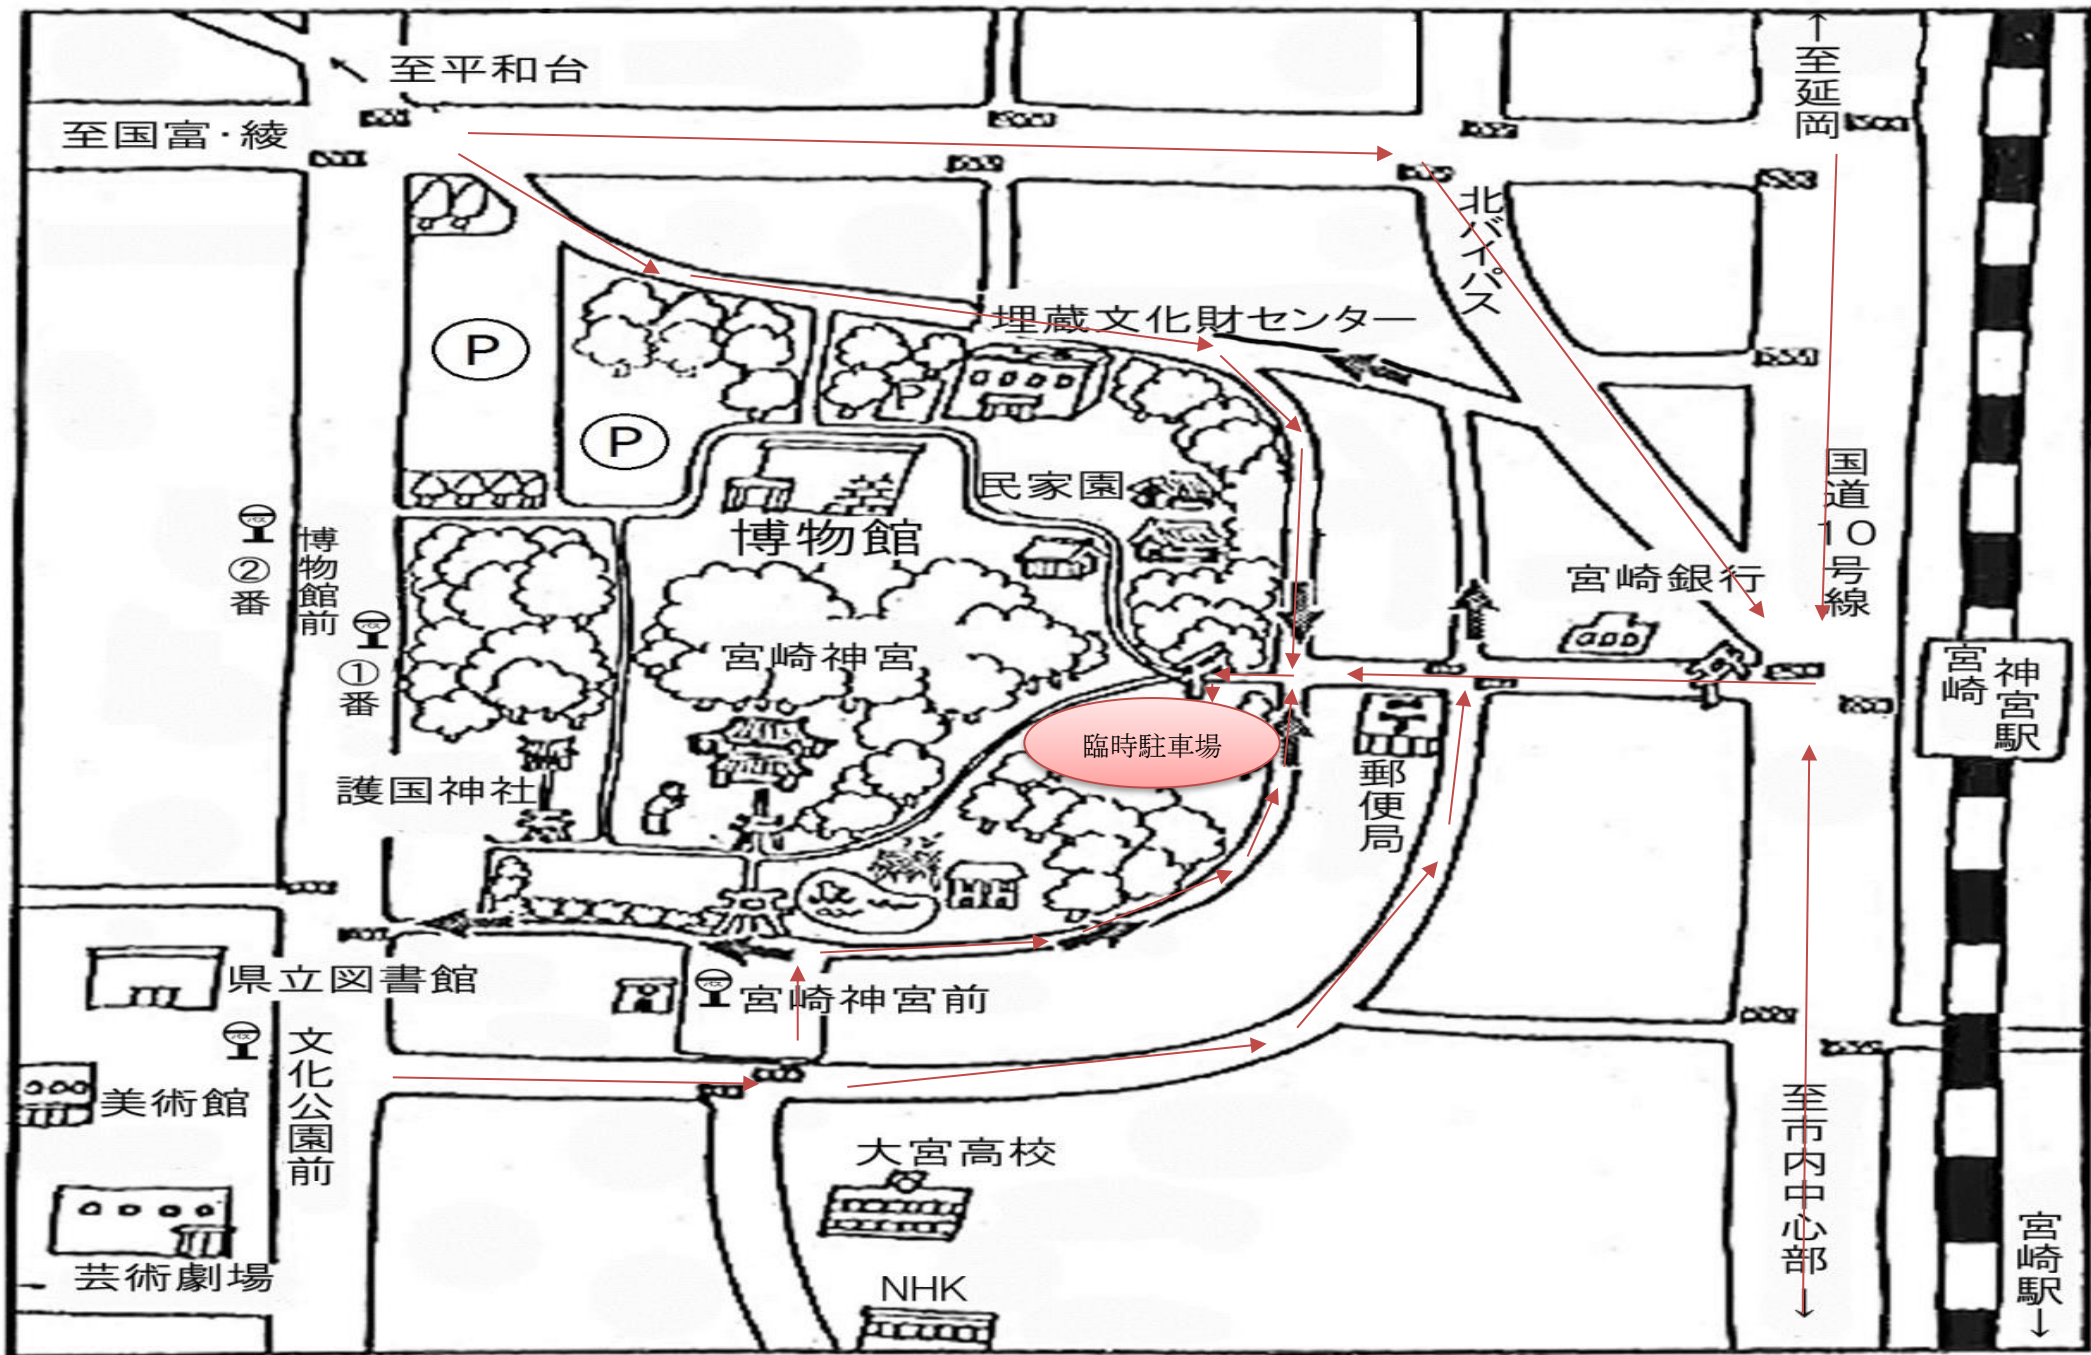 至平和台
至国富・綾
↑至延岡
北バイパス
埋蔵文化財センター
P
P
P
民家園
国道10号線
博物館
博物館前
②番
①番
宮崎銀行
宮崎神宮
宮崎神宮駅
臨時駐車場
護国神社
郵便局
県立図書館
宮崎神宮前
文化公園前
美術館
至市内中心部↓
大宮高校
芸術劇場
NHK
宮崎駅↓